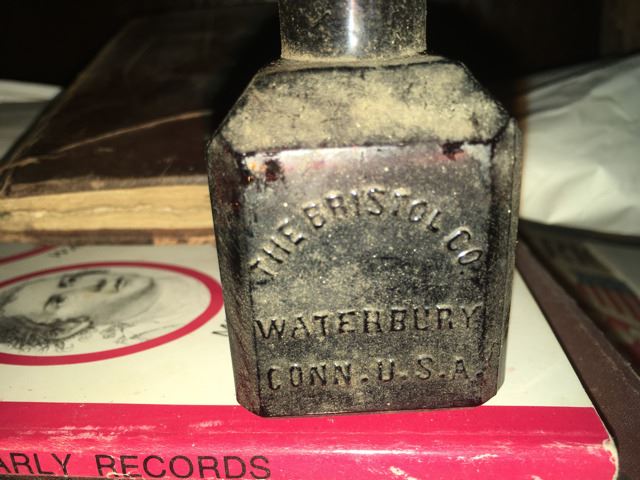 THE BRISTOL CO
WATERBURY
CONN. U.S.A.
ARLY RECORDS